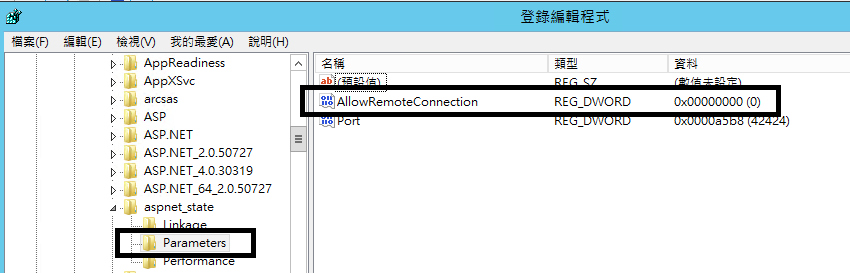 登錄編輯程式
檔案(F) 編輯(E) 檢視(V) 我的最愛(A) 說明(H)
AppReadiness
AppXSvc
arcsas
ASP
ASP.NET
ASP.NET_2.0.50727
ASP.NET_4.0.30319
ASP.NET_64_2.0.50727
aspnet_state
Linkage
Parameters
Performance
名稱 類型 資料
(預設值) REG_SZ (數值未設定)
AllowRemoteConnection REG_DWORD 0x00000000 (0)
Port REG_DWORD 0x0000a5b8 (42424)